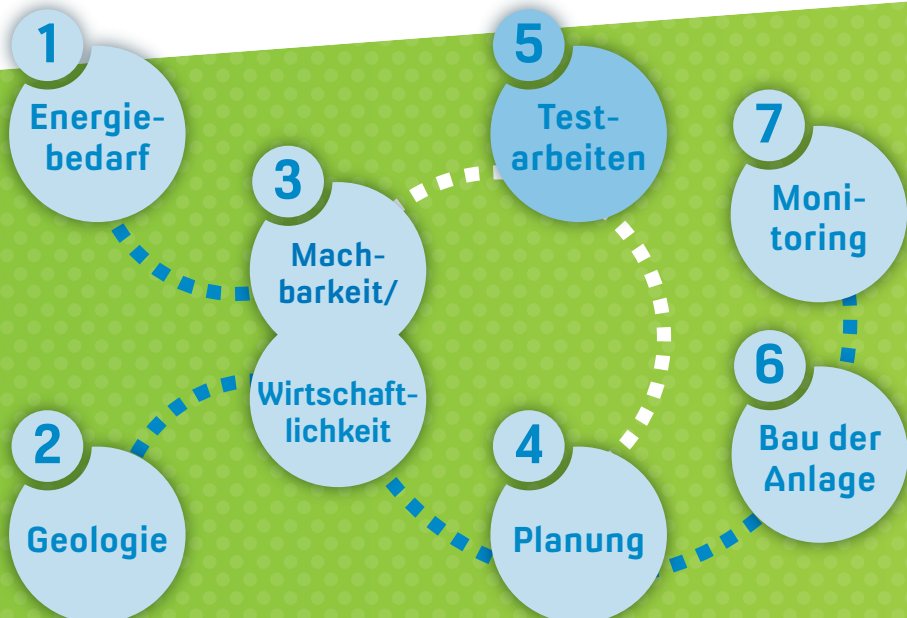 1
Energie-
bedarf
2
Geologie
3
Mach-
barkeit/
Wirtschaft-
lichkeit
4
Planung
5
Test-
arbeiten
6
Bau der
Anlage
7
Moni-
toring